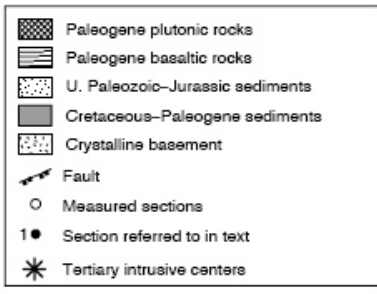 Paleogene plutonic rocks
Paleogene basaltic rocks
U. Paleozoic–Jurassic sediments
Cretaceous–Paleogene sediments
Crystalline basement
Fault
Measured sections
1 Section referred to in text
Tertiary intrusive centers